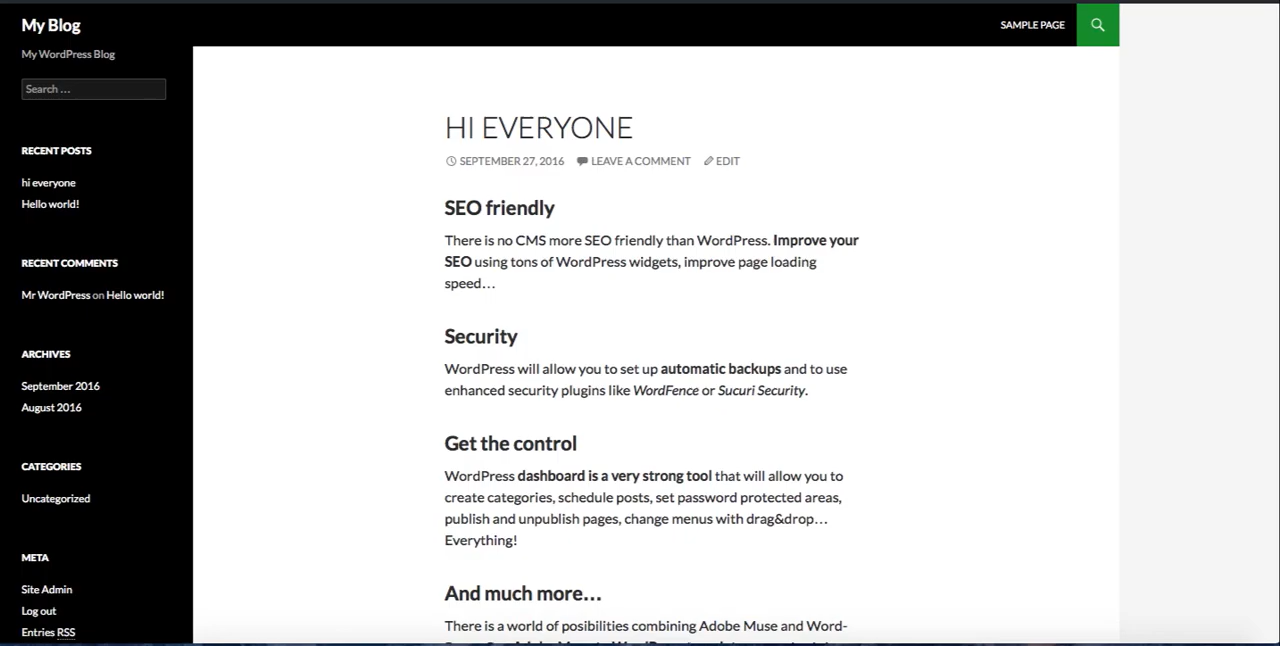 My Blog
SAMPLE PAGE
My WordPress Blog
Search ...
RECENT POSTS
hi everyone
Hello world!
RECENT COMMENTS
Mr WordPress on Hello world!
ARCHIVES
September 2016
August 2016
CATEGORIES
Uncategorized
META
Site Admin
Log out
Entries RSS
HI EVERYONE
SEPTEMBER 27, 2016 LEAVE A COMMENT EDIT
SEO friendly
There is no CMS more SEO friendly than WordPress. Improve your
SEO using tons of WordPress widgets, improve page loading
speed…
Security
WordPress will allow you to set up automatic backups and to use
enhanced security plugins like WordFence or Sucuri Security.
Get the control
WordPress dashboard is a very strong tool that will allow you to
create categories, schedule posts, set password protected areas,
publish and unpublish pages, change menus with drag&drop…
Everything!
And much more…
There is a world of posibilities combining Adobe Muse and Word-